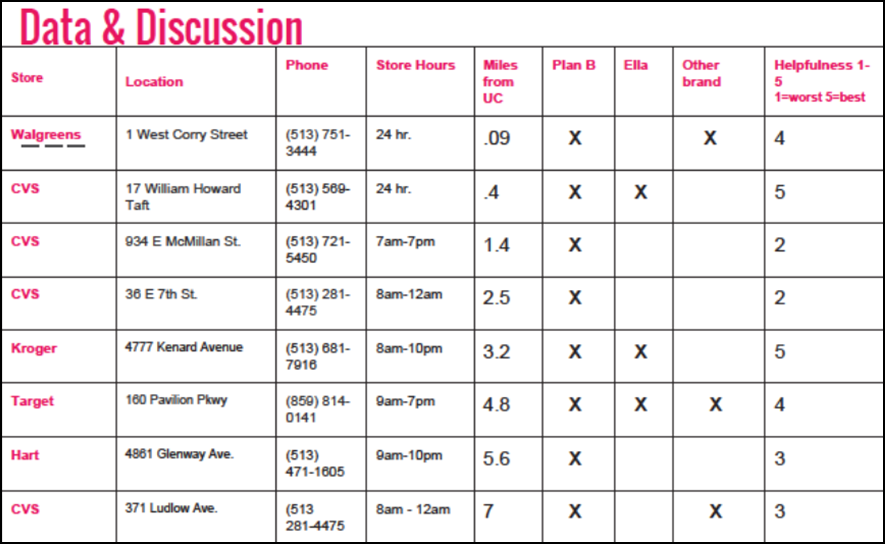 Data & Discussion
Store Location Phone Store Hours Miles from UC Plan B Ella Other brand Helpfulness 1-5 1=worst 5=best
Walgreens 1 West Corry Street (513) 751-3444 24 hr. .09 X X 4
CVS 17 William Howard Taft (513) 569-4301 24 hr. .4 X X 5
CVS 934 E McMillan St. (513) 721-5450 7am-7pm 1.4 X 2
CVS 36 E 7th St. (513) 281-4475 8am-12am 2.5 X 2
Kroger 4777 Kenard Avenue (513) 681-7916 8am-10pm 3.2 X X 5
Target 160 Pavilion Pkwy (859) 814-0141 9am-7pm 4.8 X X X 4
Hart 4861 Glenway Ave. (513) 471-1605 9am-10pm 5.6 X 3
CVS 371 Ludlow Ave. (513 281-4475 8am - 12am 7 X X 3